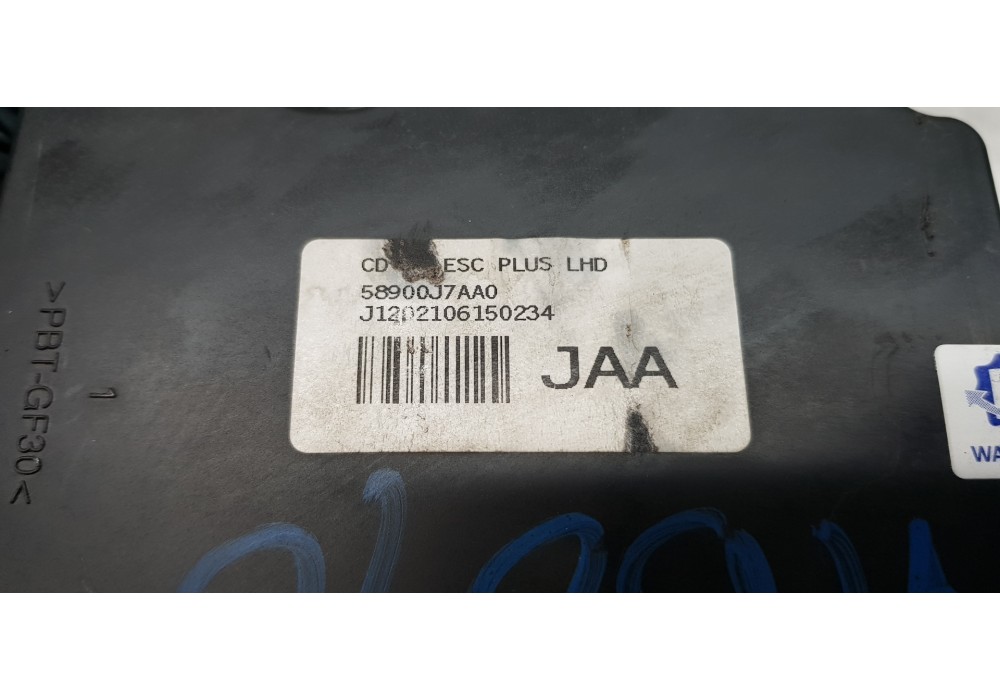 CD ESC PLUS LHD
58900J7AA0
J1202106150234
JAA
>PBT-GF30<
1